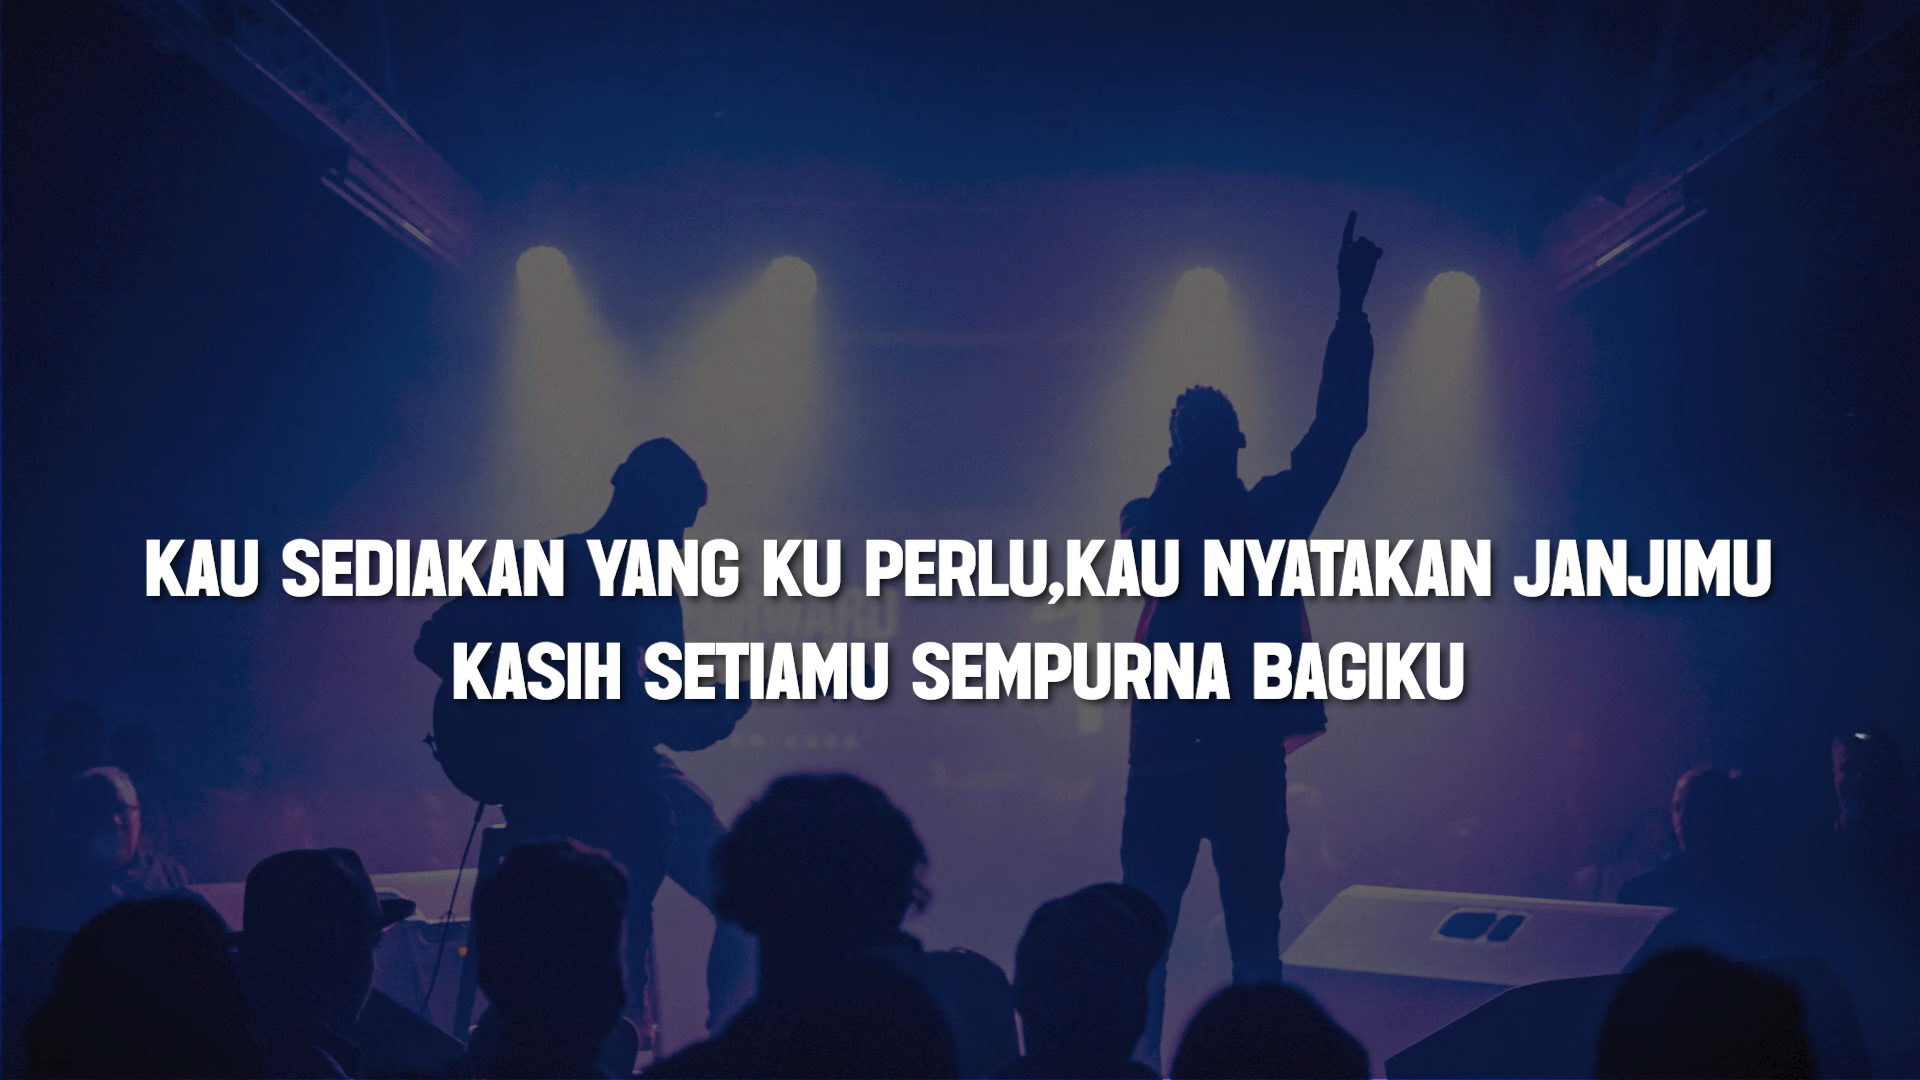 KAU SEDIAKAN YANG KU PERLU,KAU NYATAKAN JANJIMU
KASIH SETIAMU SEMPURNA BAGIKU